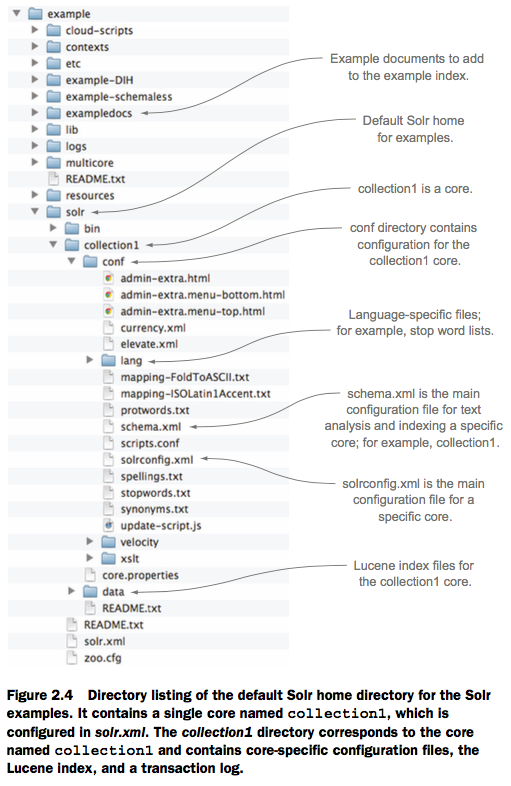 example
cloud-scripts
contexts
etc
example-DIH
example-schemaless
exampledocs
lib
logs
multicore
README.txt
resources
solr
bin
collection1
conf
admin-extra.html
admin-extra.menu-bottom.html
admin-extra.menu-top.html
currency.xml
elevate.xml
lang
mapping-FoldToASCII.txt
mapping-ISOLatin1Accent.txt
protwords.txt
schema.xml
scripts.conf
solrconfig.xml
spellings.txt
stopwords.txt
synonyms.txt
update-script.js
velocity
xslt
core.properties
data
README.txt
README.txt
solr.xml
zoo.cfg
Example documents to add
to the example index.
Default Solr home
for examples.
collection1 is a core.
conf directory contains
configuration for the
collection1 core.
Language-specific files;
for example, stop word lists.
schema.xml is the main
configuration file for text
analysis and indexing a specific
core; for example, collection1.
solrconfig.xml is the main
configuration file for a
specific core.
Lucene index files for
the collection1 core.
Figure 2.4 Directory listing of the default Solr home directory for the Solr
examples. It contains a single core named collection1, which is
configured in solr.xml. The collection1 directory corresponds to the core
named collection1 and contains core-specific configuration files, the
Lucene index, and a transaction log.